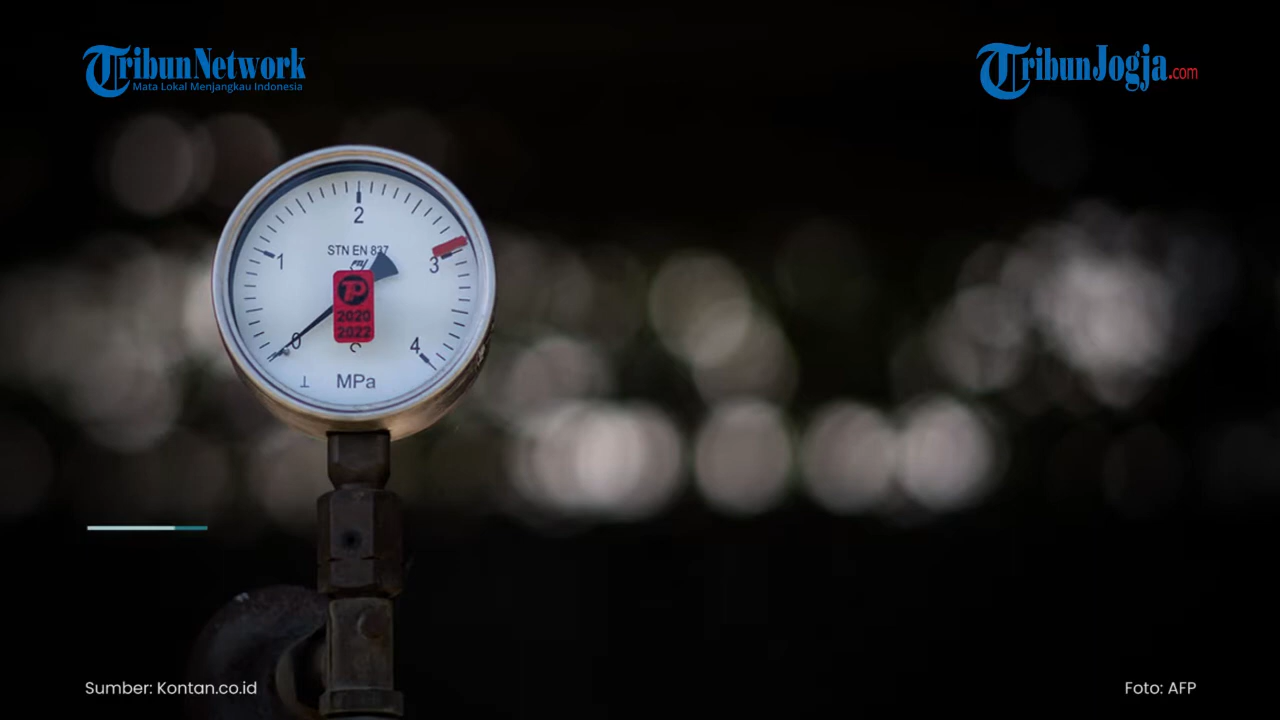 TribunNetwork
Mata Lokal Menjangkau Indonesia
TribunJogja.com
2
STN EN 837
1
3
TP
2020
2022
0
4
MPa
Sumber: Kontan.co.id
Foto: AFP